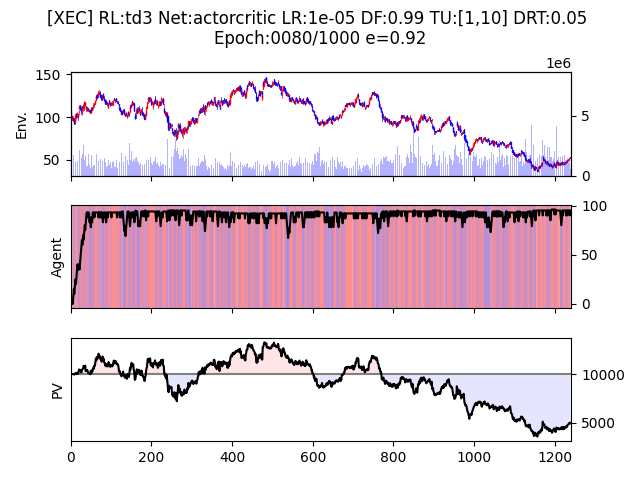 [XEC] RL:td3 Net:actorcritic LR:1e-05 DF:0.99 TU:[1,10] DRT:0.05
Epoch:0080/1000 e=0.92
1e6
150
100
50
Env.
5
0
Agent
100
50
0
PV
10000
5000
0 200 400 600 800 1000 1200